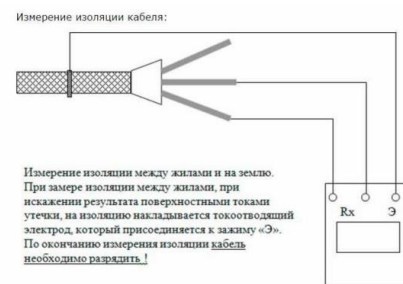 Измерение изоляции кабеля:
Измерение изоляции между жилами и на землю.
При замере изоляции между жилами, при
искажении результата поверхностными токами
утечки, на изоляцию накладывается токоотводящий
электрод, который присоединяется к зажиму «Э».
По окончанию измерения изоляции кабель
необходимо разрядить !
Rx Э